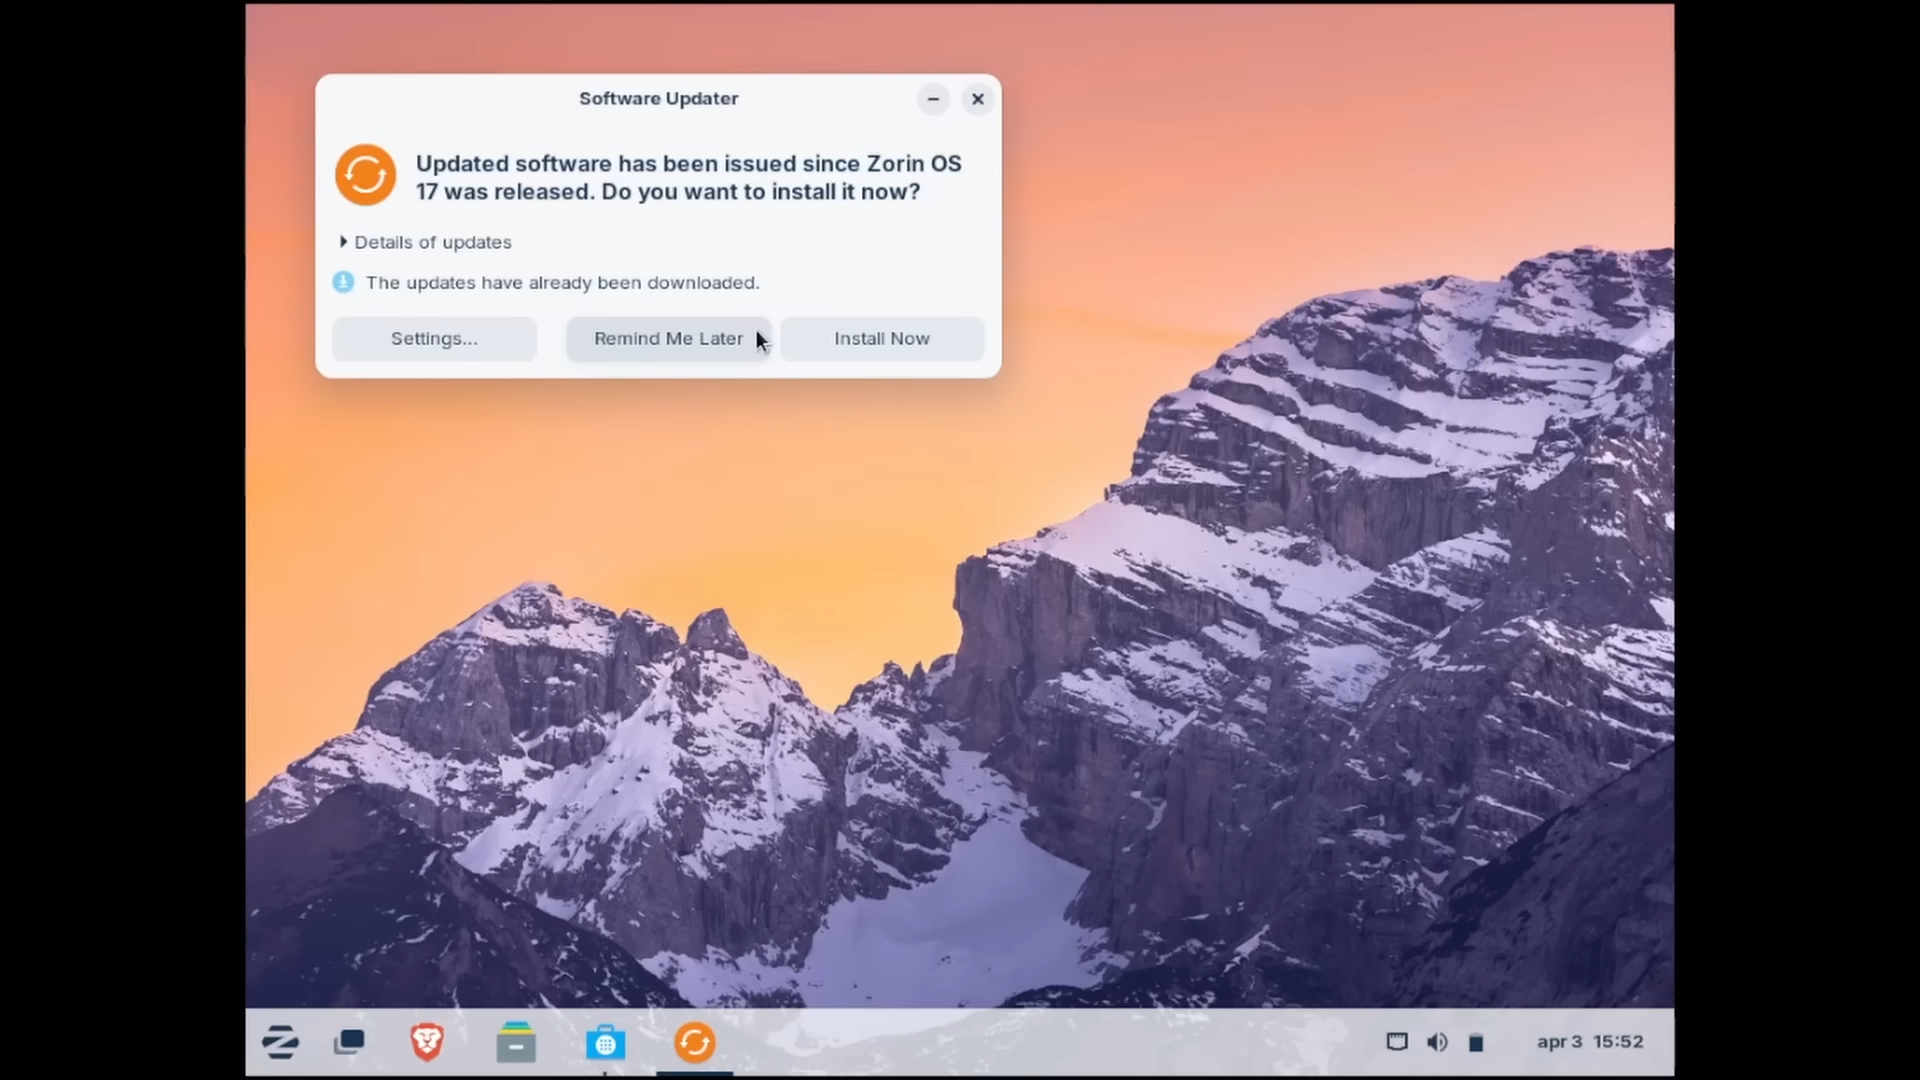 Software Updater
Updated software has been issued since Zorin OS
17 was released. Do you want to install it now?
Details of updates
The updates have already been downloaded.
Settings...
Remind Me Later
Install Now
apr 3 15:52